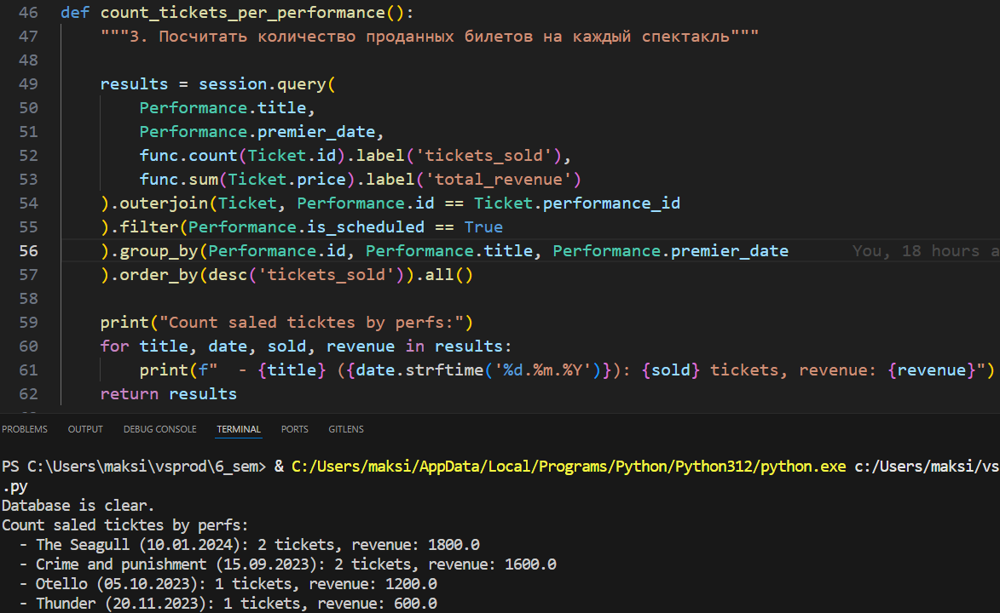 46 def count_tickets_per_performance():
47     """3. Посчитать количество проданных билетов на каждый спектакль"""
48
49     results = session.query(
50         Performance.title,
51         Performance.premier_date,
52         func.count(Ticket.id).label('tickets_sold'),
53         func.sum(Ticket.price).label('total_revenue')
54     ).outerjoin(Ticket, Performance.id == Ticket.performance_id
55     ).filter(Performance.is_scheduled == True
56     ).group_by(Performance.id, Performance.title, Performance.premier_date You, 18 hours a
57     ).order_by(desc('tickets_sold')).all()
58
59     print("Count saled ticktes by perfs:")
60     for title, date, sold, revenue in results:
61         print(f"  - {title} ({date.strftime('%d.%m.%Y')}): {sold} tickets, revenue: {revenue}")
62     return results
PROBLEMS OUTPUT DEBUG CONSOLE TERMINAL PORTS GITLENS
PS C:\Users\maksi\vsprod\6_sem> & C:/Users/maksi/AppData/Local/Programs/Python/Python312/python.exe c:/Users/maksi/vs
.py
Database is clear.
Count saled ticktes by perfs:
  - The Seagull (10.01.2024): 2 tickets, revenue: 1800.0
  - Crime and punishment (15.09.2023): 2 tickets, revenue: 1600.0
  - Otello (05.10.2023): 1 tickets, revenue: 1200.0
  - Thunder (20.11.2023): 1 tickets, revenue: 600.0